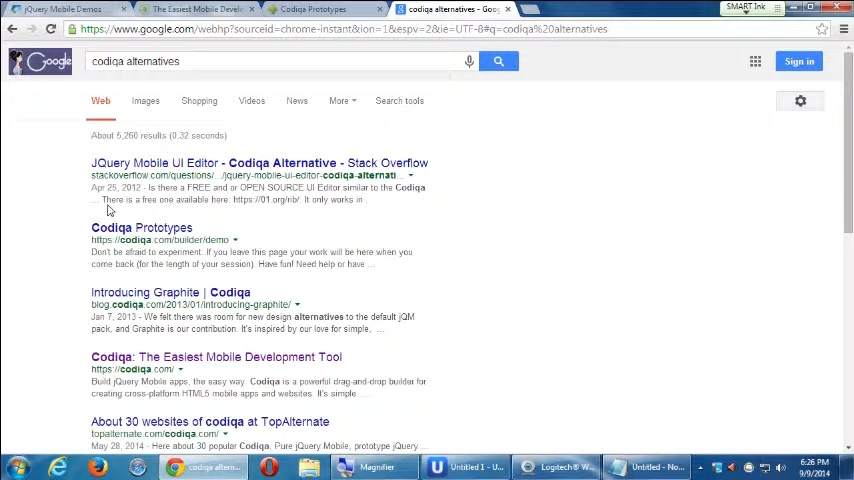 jQuery Mobile Demos
The Easiest Mobile Develo
Codiqa Prototypes
codiqa alternatives - Goo
SMART Ink
https://www.google.com/webhp?sourceid=chrome-instant&ion=1&espv=2&ie=UTF-8#q=codiqa%20alternatives
Google
codiqa alternatives
Sign in
Web
Images
Shopping
Videos
News
More
Search tools
About 5,260 results (0.32 seconds)
JQuery Mobile UI Editor - Codiqa Alternative - Stack Overflow
stackoverflow.com/questions/.../jquery-mobile-ui-editor-codiqa-alternati...
Apr 25, 2012 - Is there a FREE and or OPEN SOURCE UI Editor similar to the Codiqa
... There is a free one available here. https://01.org/rib/. It only works in
Codiqa Prototypes
https://codiqa.com/builder/demo
Don't be afraid to experiment. If you leave this page your work will be here when you
come back (for the length of your session). Have fun! Need help or have ...
Introducing Graphite | Codiqa
blog.codiqa.com/2013/01/introducing-graphite/
Jan 7, 2013 - We felt there was room for new design alternatives to the default jQM
pack, and Graphite is our contribution. It's inspired by our love for simple, ...
Codiqa: The Easiest Mobile Development Tool
https://codiqa.com/
Build jQuery Mobile apps, the easy way. Codiqa is a powerful drag-and-drop builder for
creating cross-platform HTML5 mobile apps and websites. It's simple ...
About 30 websites of codiqa at TopAlternate
topalternate.com/codiqa.com/
May 28, 2014 - Here about 30 popular Codiqa, Pure jQuery Mobile, prototype jQuery ...
codiqa altern...
Magnifier
Untitled 1 - U...
Logitech® W...
Untitled - No...
6:26 PM
9/9/2014